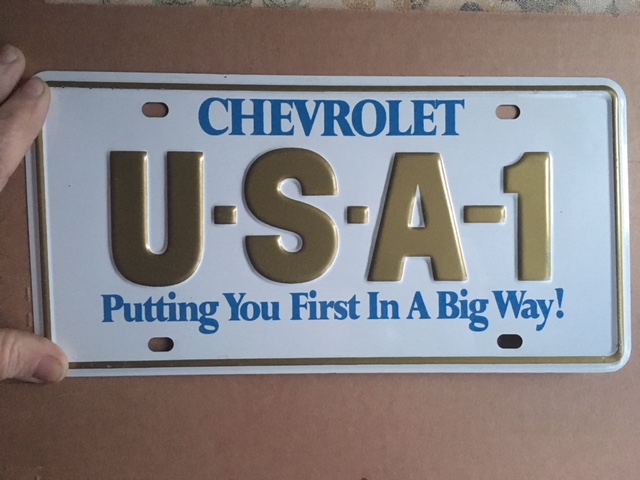 CHEVROLET
U-S-A-1
Putting You First In A Big Way!